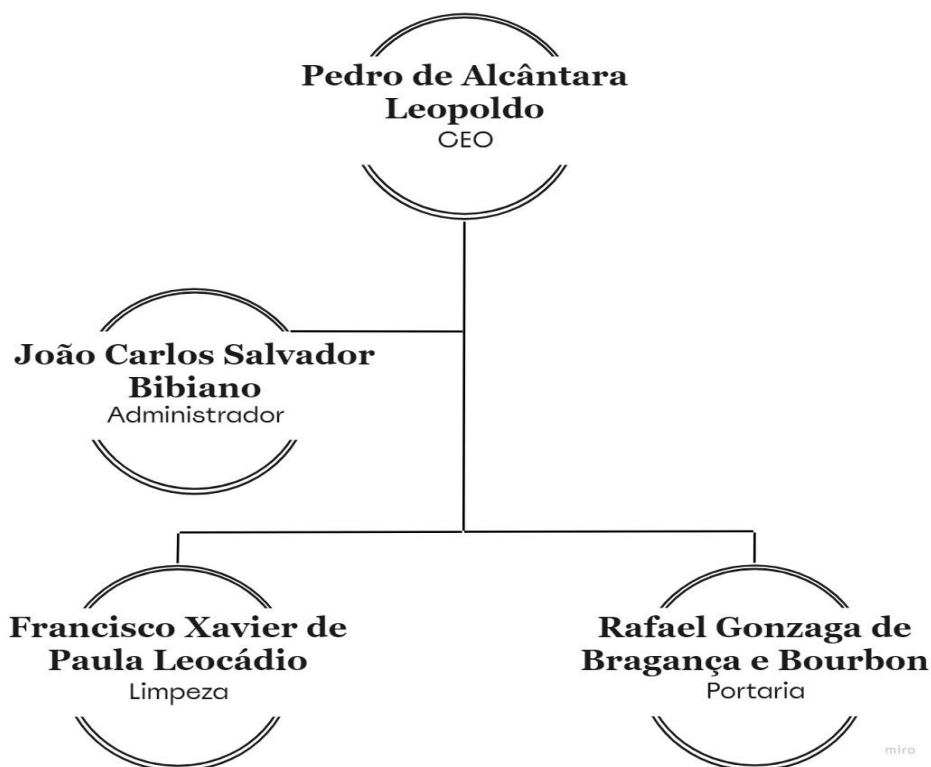 Pedro de Alcântara
Leopoldo
CEO
João Carlos Salvador
Bibiano
Administrador
Francisco Xavier de
Paula Leocádio
Limpeza
Rafael Gonzaga de
Bragança e Bourbon
Portaria
miro